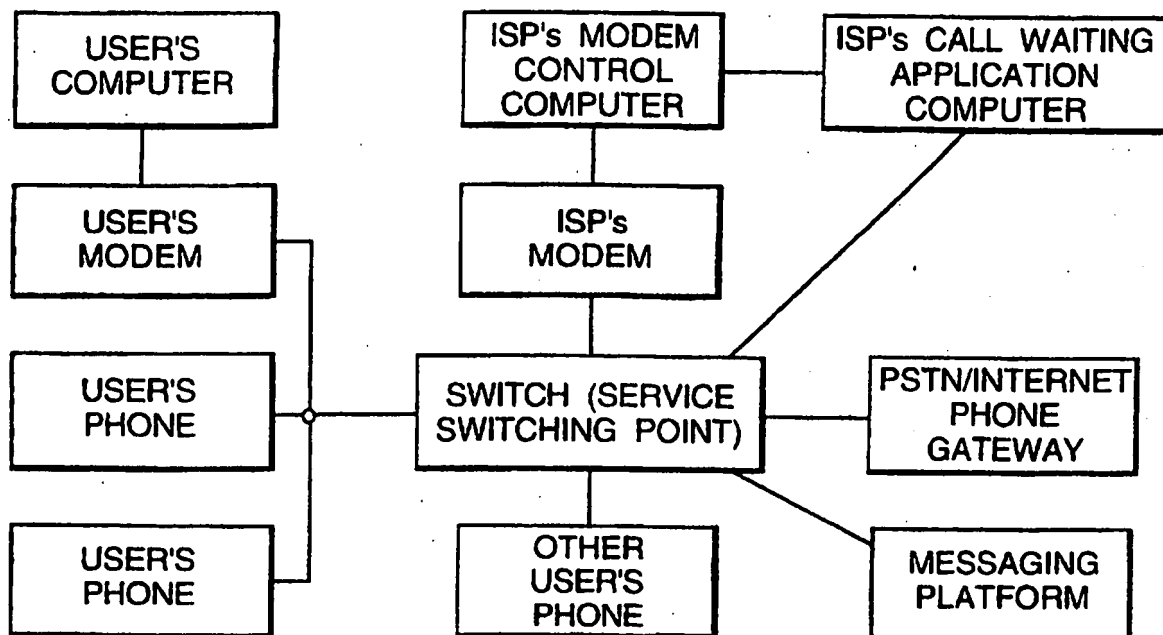 USER'S
COMPUTER
ISP's MODEM
CONTROL
COMPUTER
ISP's CALL WAITING
APPLICATION
COMPUTER
USER'S
MODEM
ISP's
MODEM
USER'S
PHONE
SWITCH (SERVICE
SWITCHING POINT)
PSTN/INTERNET
PHONE
GATEWAY
USER'S
PHONE
OTHER
USER'S
PHONE
MESSAGING
PLATFORM